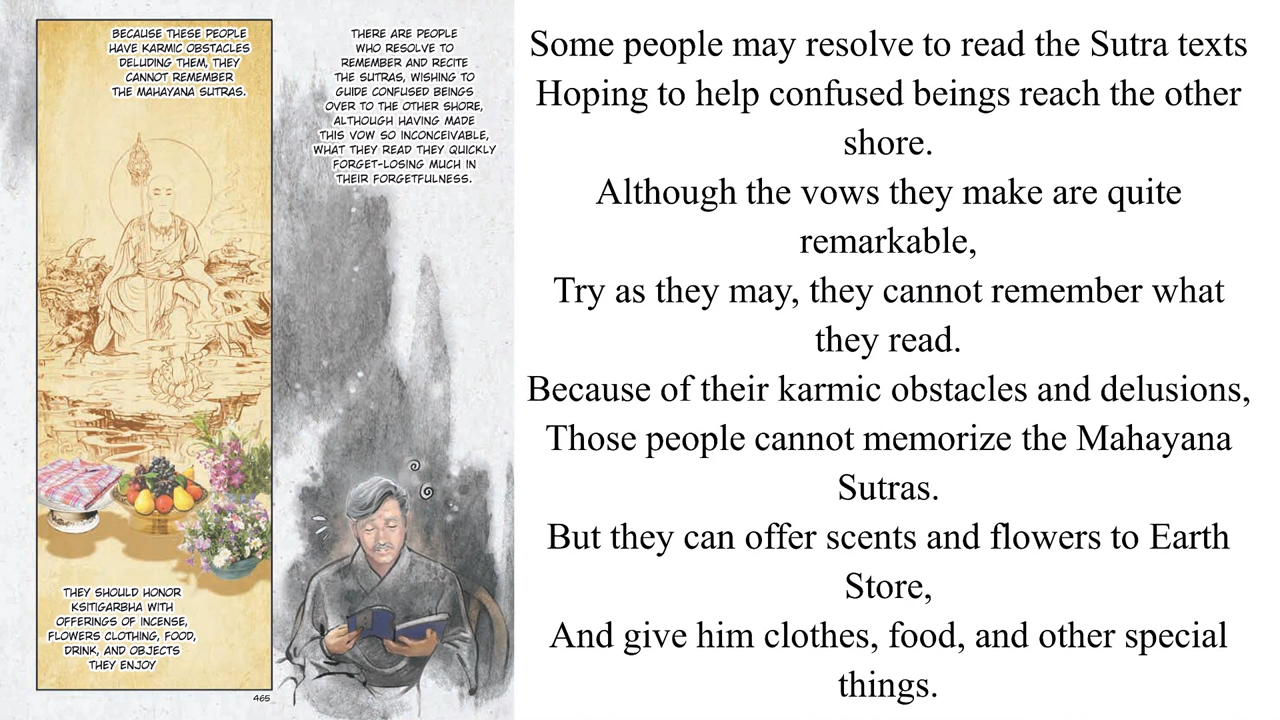 BECAUSE THESE PEOPLE
HAVE KARMIC OBSTACLES
DELUDING THEM, THEY
CANNOT REMEMBER
THE MAHAYANA SUTRAS.
THEY SHOULD HONOR
KSITIGARBHA WITH
OFFERINGS OF INCENSE,
FLOWERS CLOTHING, FOOD,
DRINK, AND OBJECTS
THEY ENJOY
465
THERE ARE PEOPLE
WHO RESOLVE TO
REMEMBER AND RECITE
THE SUTRAS, WISHING TO
GUIDE CONFUSED BEINGS
OVER TO THE OTHER SHORE,
ALTHOUGH HAVING MADE
THIS VOW SO INCONCEIVABLE,
WHAT THEY READ THEY QUICKLY
FORGET-LOSING MUCH IN
THEIR FORGETFULNESS.
Some people may resolve to read the Sutra texts
Hoping to help confused beings reach the other
shore.
Although the vows they make are quite
remarkable,
Try as they may, they cannot remember what
they read.
Because of their karmic obstacles and delusions,
Those people cannot memorize the Mahayana
Sutras.
But they can offer scents and flowers to Earth
Store,
And give him clothes, food, and other special
things.